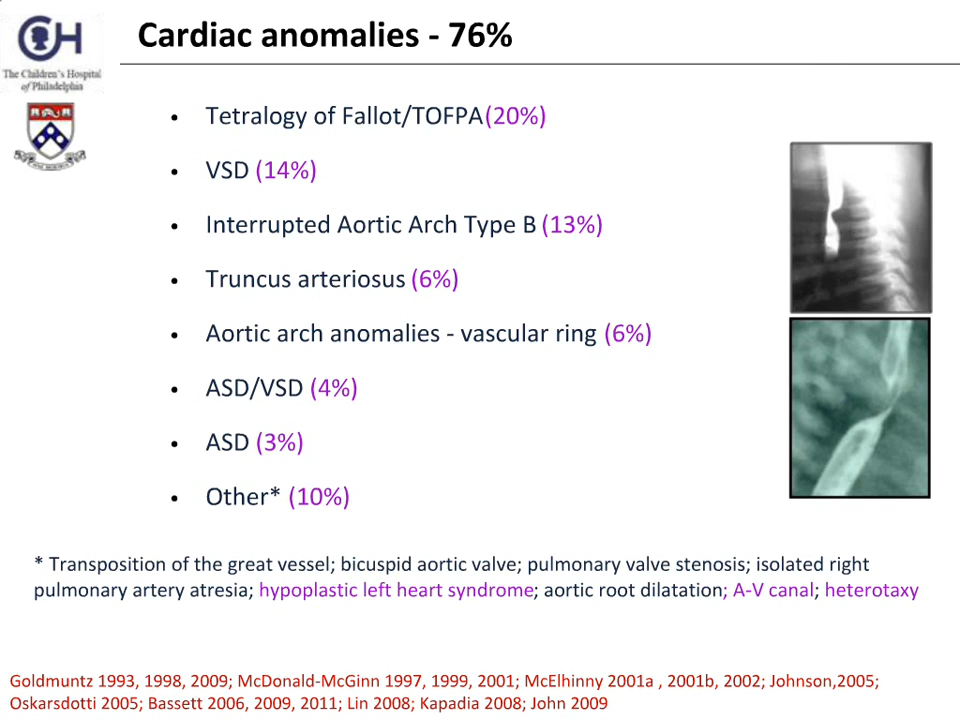 Cardiac anomalies - 76%
CH
The Children's Hospital
of Philadelphia
• Tetralogy of Fallot/TOFPA(20%)
• VSD (14%)
• Interrupted Aortic Arch Type B (13%)
• Truncus arteriosus (6%)
• Aortic arch anomalies - vascular ring (6%)
• ASD/VSD (4%)
• ASD (3%)
• Other* (10%)
* Transposition of the great vessel; bicuspid aortic valve; pulmonary valve stenosis; isolated right
pulmonary artery atresia; hypoplastic left heart syndrome; aortic root dilatation; A-V canal; heterotaxy
Goldmuntz 1993, 1998, 2009; McDonald-McGinn 1997, 1999, 2001; McElhinny 2001a , 2001b, 2002; Johnson,2005;
Oskarsdotti 2005; Bassett 2006, 2009, 2011; Lin 2008; Kapadia 2008; John 2009